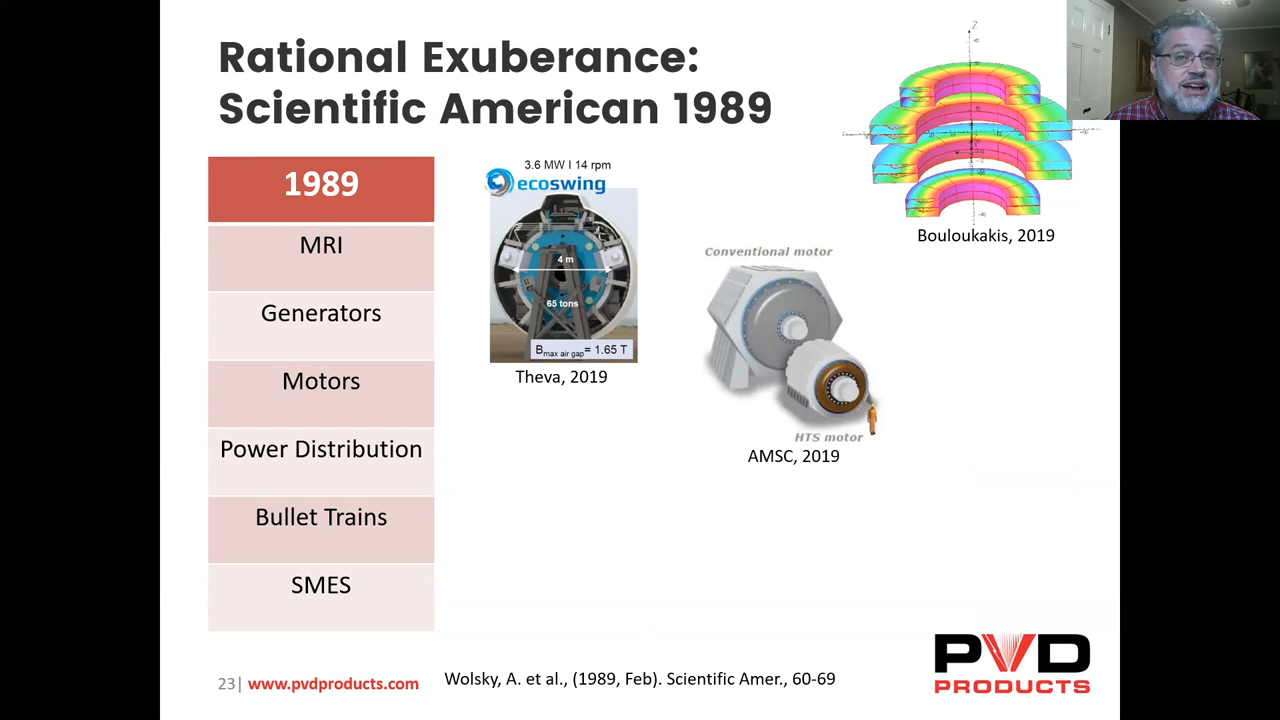 Rational Exuberance:
Scientific American 1989
1989
MRI
Generators
Motors
Power Distribution
Bullet Trains
SMES
3.6 MW I 14 rpm
ecoswing
4 m
65 tons
Bmax air gap= 1.65 T
Theva, 2019
Conventional motor
HTS motor
AMSC, 2019
Z
Bouloukakis, 2019
23| www.pvdproducts.com
Wolsky, A. et al., (1989, Feb). Scientific Amer., 60-69
PVD
PRODUCTS